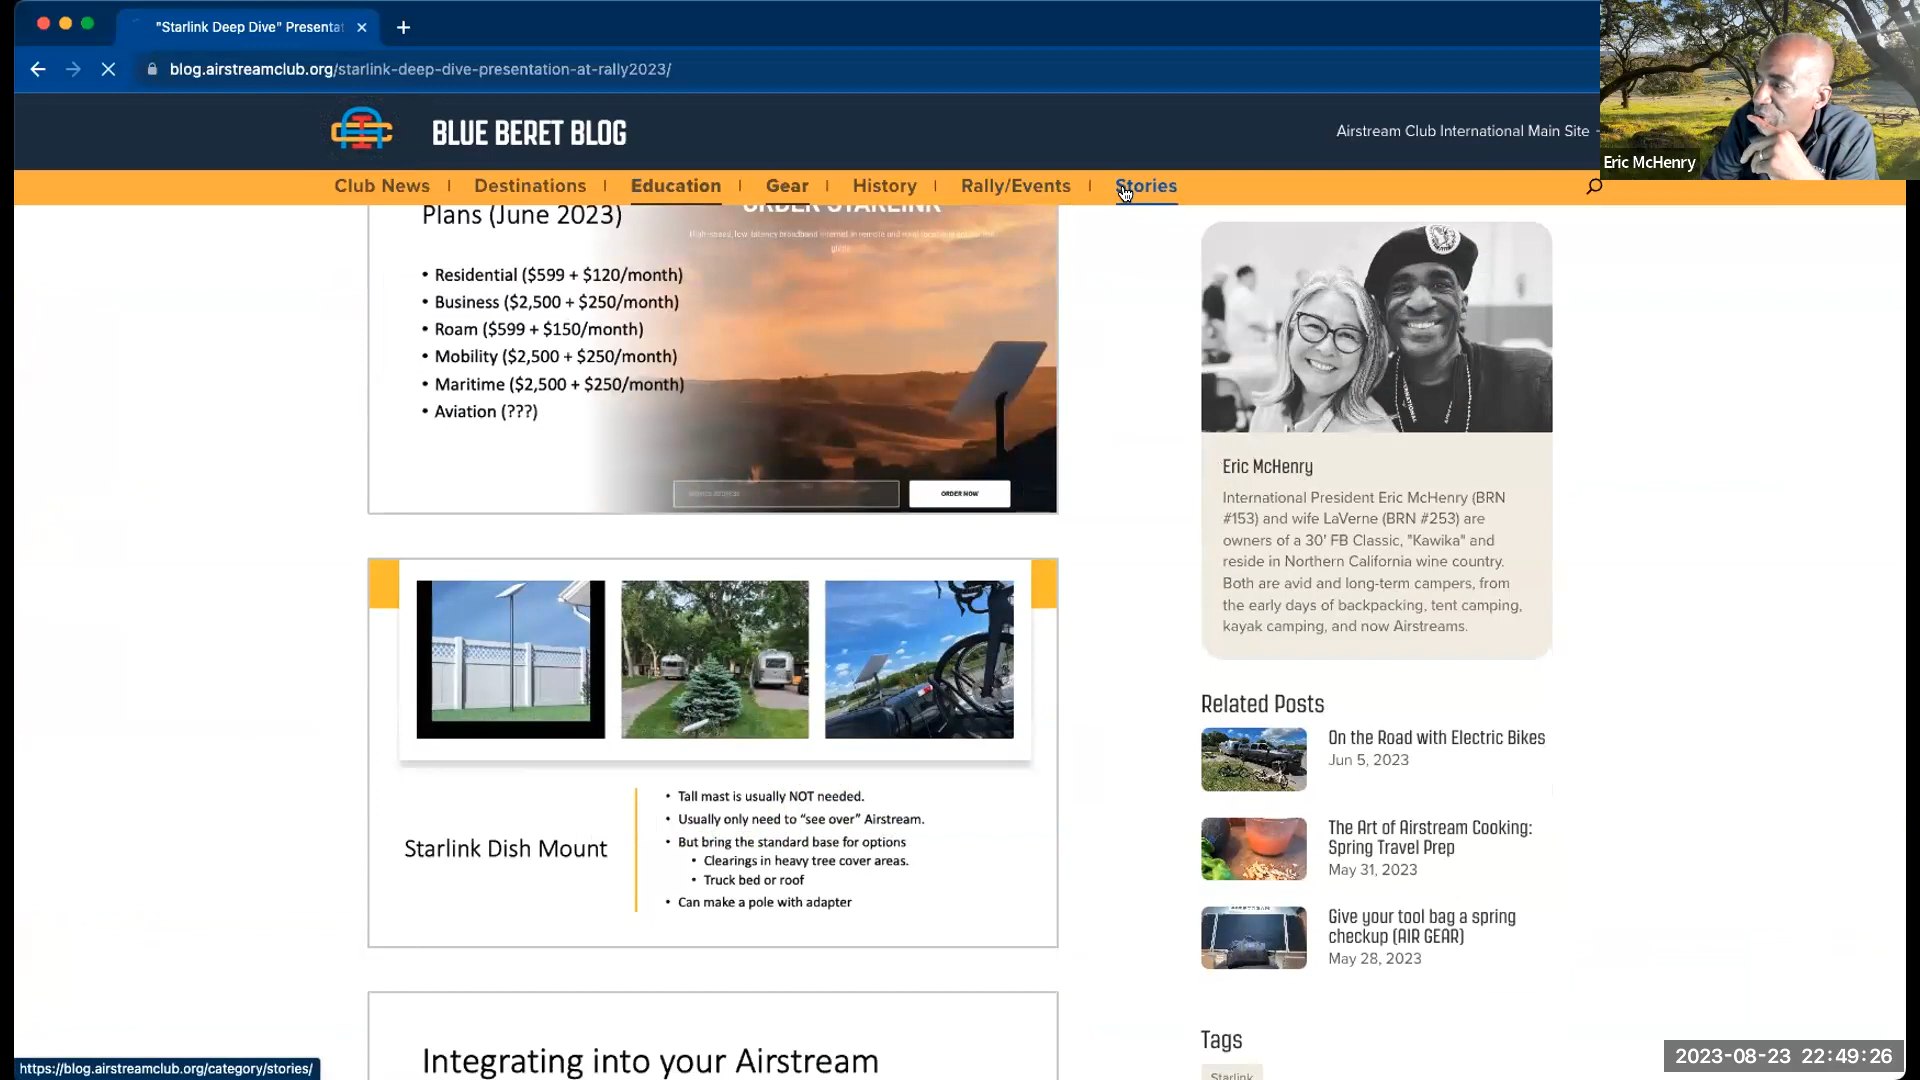 "Starlink Deep Dive" Presentat
blog.airstreamclub.org/starlink-deep-dive-presentation-at-rally2023/
BLUE BERET BLOG
Airstream Club International Main Site
Eric McHenry
Club News
Destinations
Education
Gear
History
Rally/Events
Stories
Plans (June 2023)
ORDER STARLINK
• Residential ($599 + $120/month)
• Business ($2,500 + $250/month)
• Roam ($599 + $150/month)
• Mobility ($2,500 + $250/month)
• Maritime ($2,500 + $250/month)
• Aviation (???)
ORDER NOW
Starlink Dish Mount
• Tall mast is usually NOT needed.
• Usually only need to “see over” Airstream.
• But bring the standard base for options
• Clearings in heavy tree cover areas.
• Truck bed or roof
• Can make a pole with adapter
Integrating into your Airstream
Eric McHenry
International President Eric McHenry (BRN
#153) and wife LaVerne (BRN #253) are
owners of a 30' FB Classic, "Kawika" and
reside in Northern California wine country.
Both are avid and long-term campers, from
the early days of backpacking, tent camping,
kayak camping, and now Airstreams.
Related Posts
On the Road with Electric Bikes
Jun 5, 2023
The Art of Airstream Cooking:
Spring Travel Prep
May 31, 2023
Give your tool bag a spring
checkup (AIR GEAR)
May 28, 2023
Tags
Starlink
2023-08-23 22:49:26
https://blog.airstreamclub.org/category/stories/